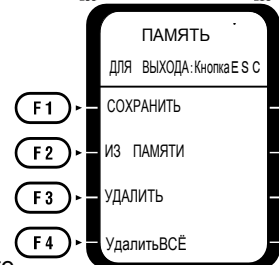 ПАМЯТЬ
ДЛЯ ВЫХОДА:Кнопка E S C
F1 СОХРАНИТЬ
F2 ИЗ ПАМЯТИ
F3 УДАЛИТЬ
F4 УдалитьВСЁ